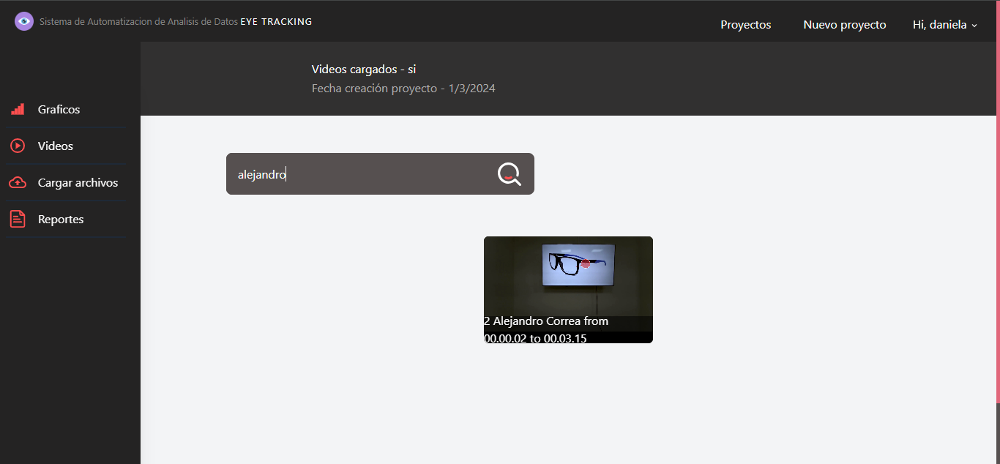 Sistema de Automatizacion de Analisis de Datos EYE TRACKING
Proyectos
Nuevo proyecto
Hi, daniela
Videos cargados - si
Fecha creación proyecto - 1/3/2024
Graficos
Videos
Cargar archivos
Reportes
alejandro
2 Alejandro Correa from
00.00.02 to 00.03.15